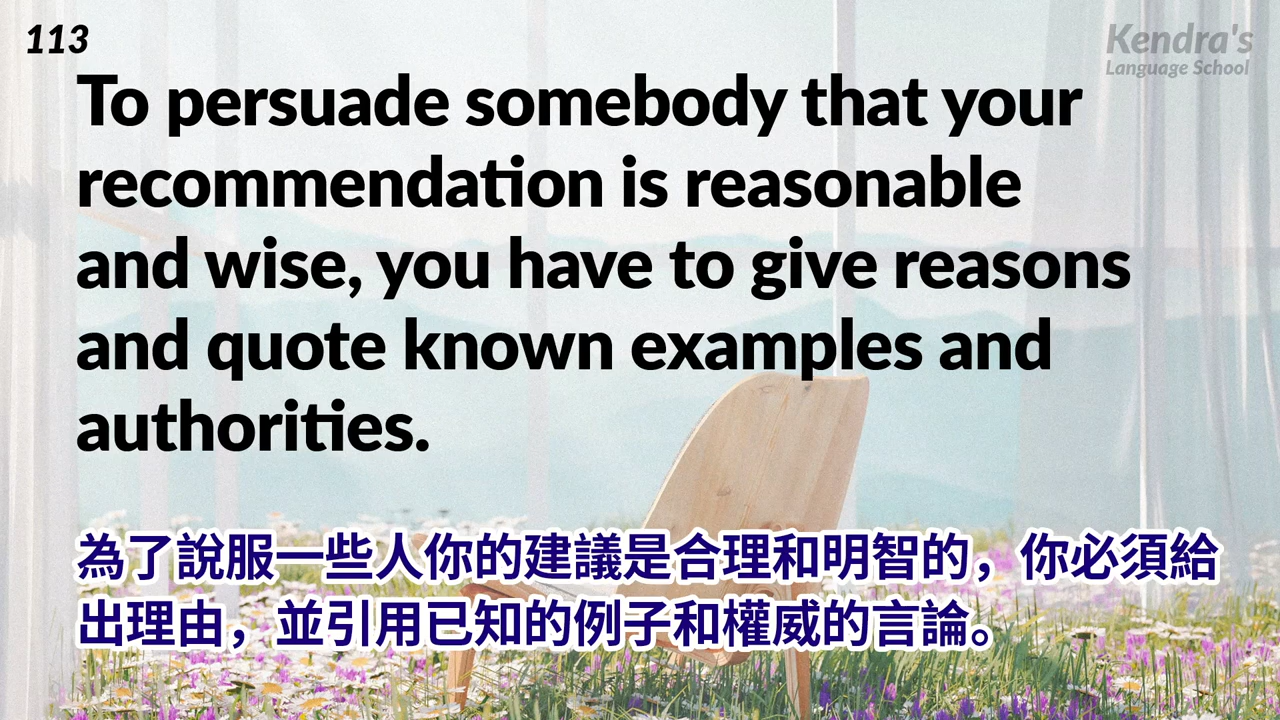 113
Kendra's
Language School
To persuade somebody that your
recommendation is reasonable
and wise, you have to give reasons
and quote known examples and
authorities.
為了說服一些人你的建議是合理和明智的，你必須給
出理由，並引用已知的例子和權威的言論。